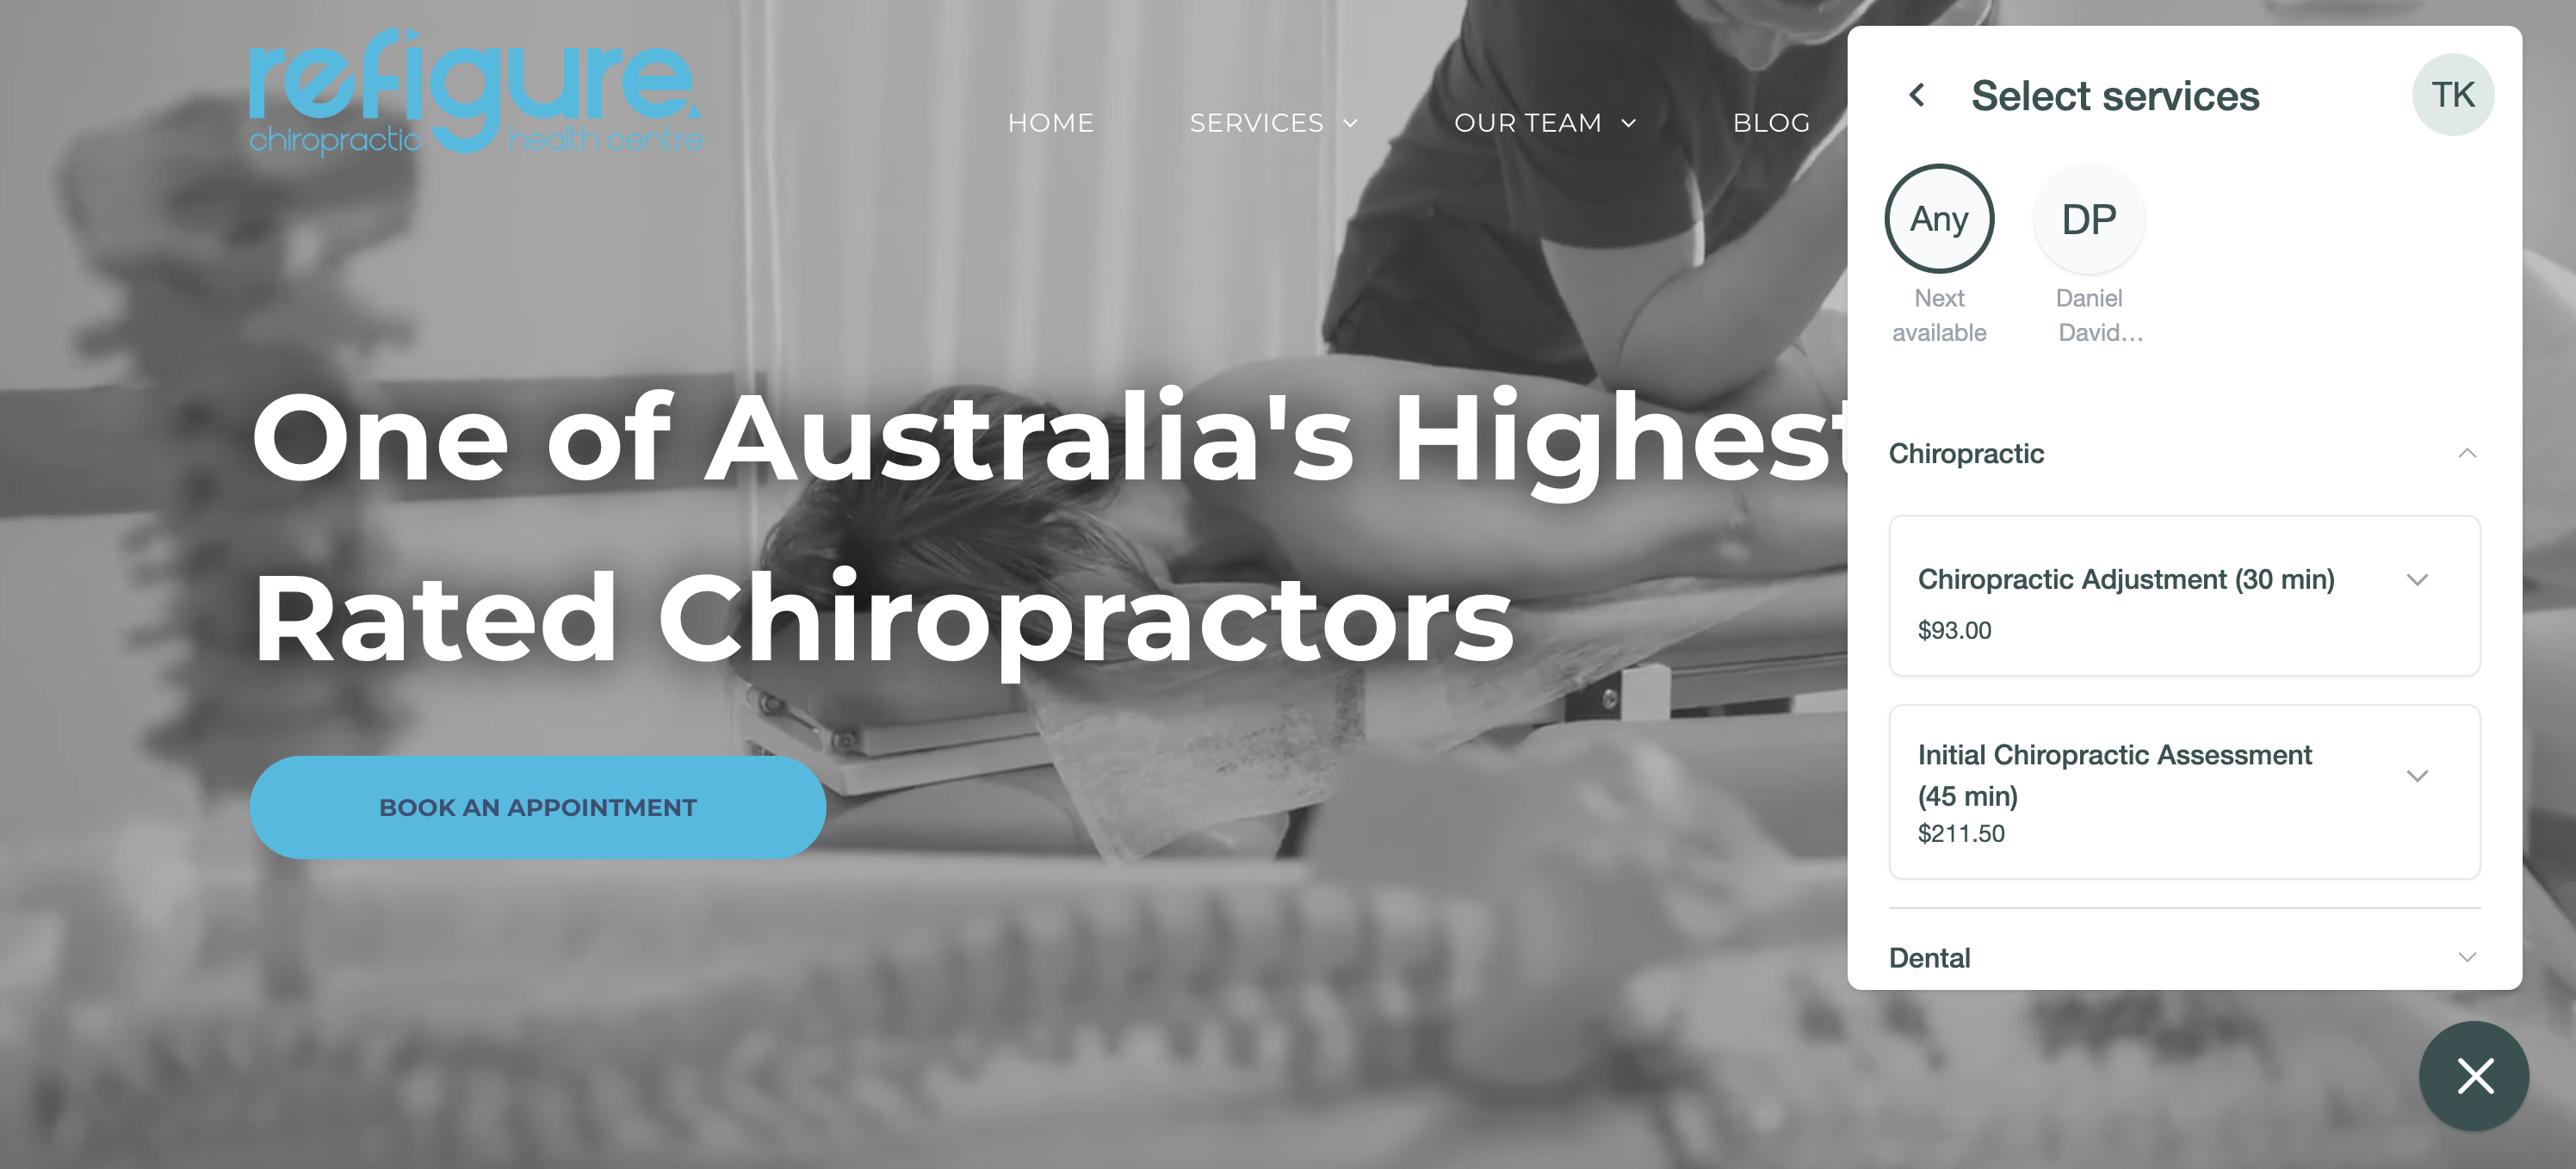 refigure.
chiropractic health centre
HOME
SERVICES
OUR TEAM
BLOG
One of Australia's Highest
Rated Chiropractors
BOOK AN APPOINTMENT
Select services
TK
Any
Next
available
DP
Daniel
David...
Chiropractic
Chiropractic Adjustment (30 min)
$93.00
Initial Chiropractic Assessment
(45 min)
$211.50
Dental